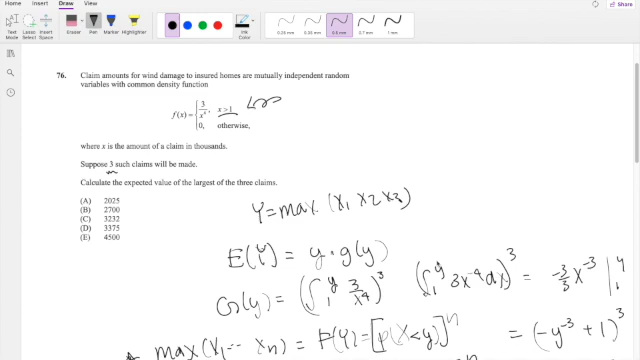 Home Insert Draw View
Text Mode Lasso Select Insert Space
Eraser Pen Marker Highlighter
0.25 mm 0.35 mm 0.5 mm 0.7 mm 1 mm
Ink Color
76. Claim amounts for wind damage to insured homes are mutually independent random
variables with common density function
f(x) = { 3/x⁴, x>1
0, otherwise,
where x is the amount of a claim in thousands.
Suppose 3 such claims will be made.
Calculate the expected value of the largest of the three claims.
(A) 2025
(B) 2700
(C) 3232
(D) 3375
(E) 4500
Y = max (X1 X2 X3)
E(Y) = y · g(y)
G(y) = (∫₁^y 3/x⁴)³ (∫₁^y 3x⁻⁴ dx)³ = -3/3 x⁻³ |₁^y
max (X1 -- Xn) = P(Y) = [P(X<y)]ⁿ = (-y⁻³ + 1)³